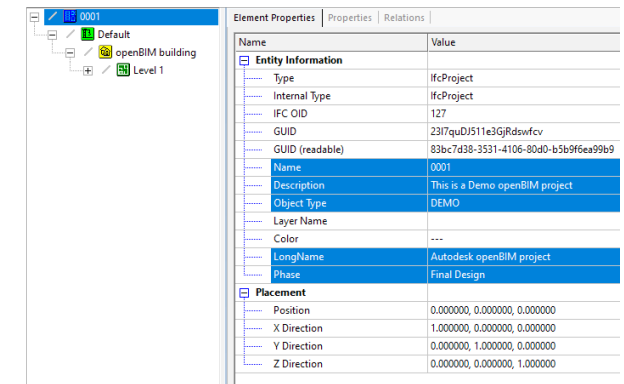 0001
Default
openBIM building
Level 1
Element Properties Properties Relations
Name Value
Entity Information
Type IfcProject
Internal Type IfcProject
IFC OID 127
GUID 23l7quDJ511e3GjRdswfcv
GUID (readable) 83bc7d38-3531-4106-80d0-b5b9f6ea99b9
Name 0001
Description This is a Demo openBIM project
Object Type DEMO
Layer Name
Color ---
LongName Autodesk openBIM project
Phase Final Design
Placement
Position 0.000000, 0.000000, 0.000000
X Direction 1.000000, 0.000000, 0.000000
Y Direction 0.000000, 1.000000, 0.000000
Z Direction 0.000000, 0.000000, 1.000000